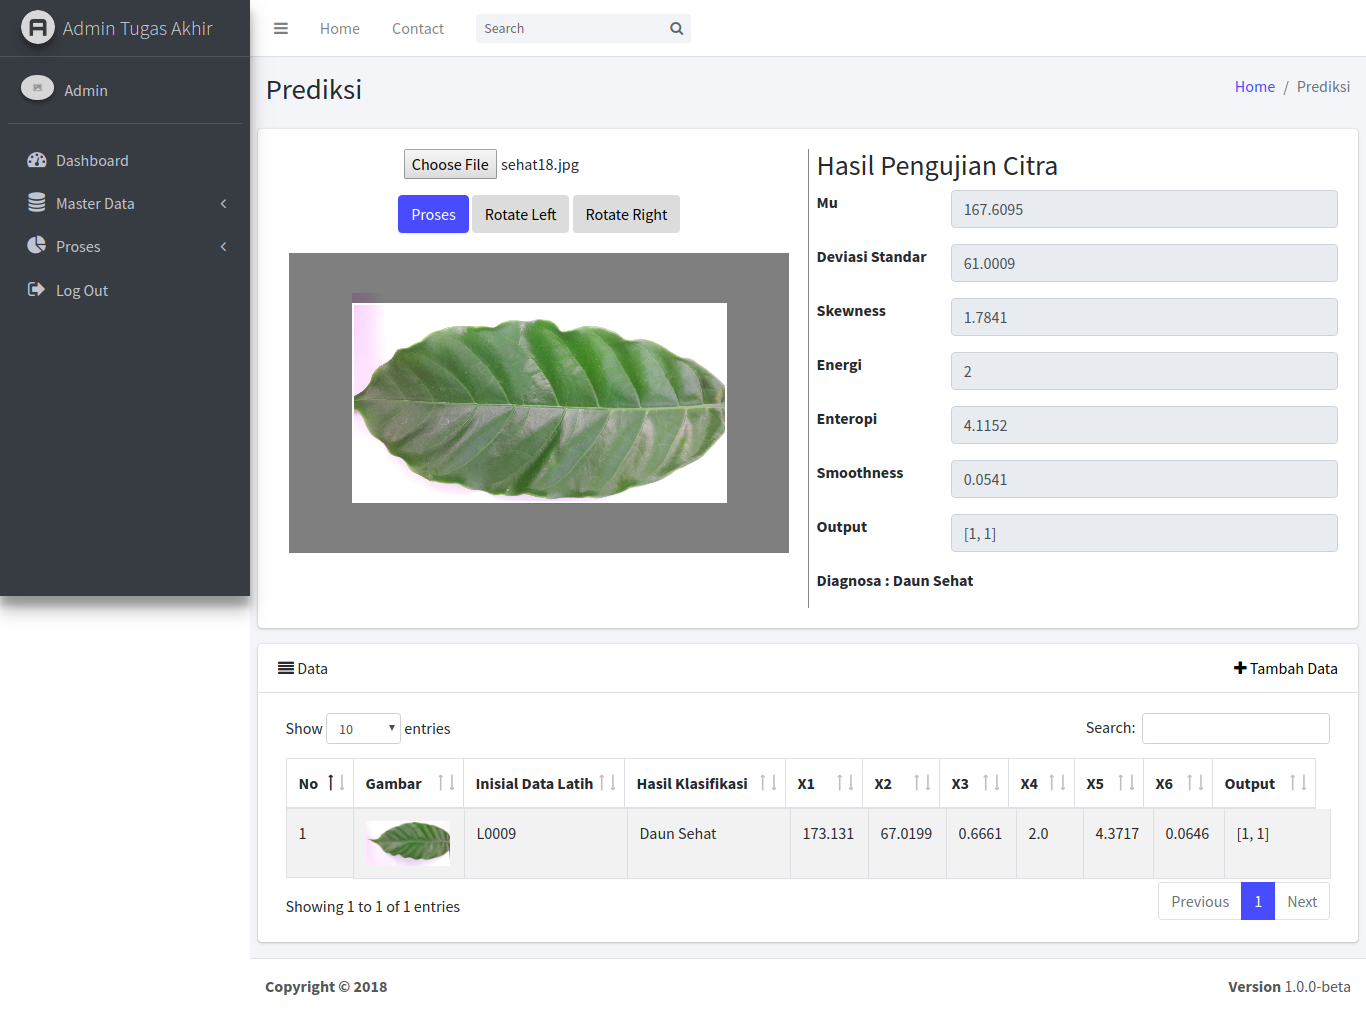 Admin Tugas Akhir
Home Contact Search
Admin
Dashboard
Master Data
Proses
Log Out
Prediksi
Home / Prediksi
Choose File sehat18.jpg
Proses Rotate Left Rotate Right
Hasil Pengujian Citra
Mu 167.6095
Deviasi Standar 61.0009
Skewness 1.7841
Energi 2
Enteropi 4.1152
Smoothness 0.0541
Output [1, 1]
Diagnosa : Daun Sehat
Data
Tambah Data
Show 10 entries
Search:
No Gambar Inisial Data Latih Hasil Klasifikasi X1 X2 X3 X4 X5 X6 Output
1 L0009 Daun Sehat 173.131 67.0199 0.6661 2.0 4.3717 0.0646 [1, 1]
Showing 1 to 1 of 1 entries
Previous 1 Next
Copyright © 2018
Version 1.0.0-beta